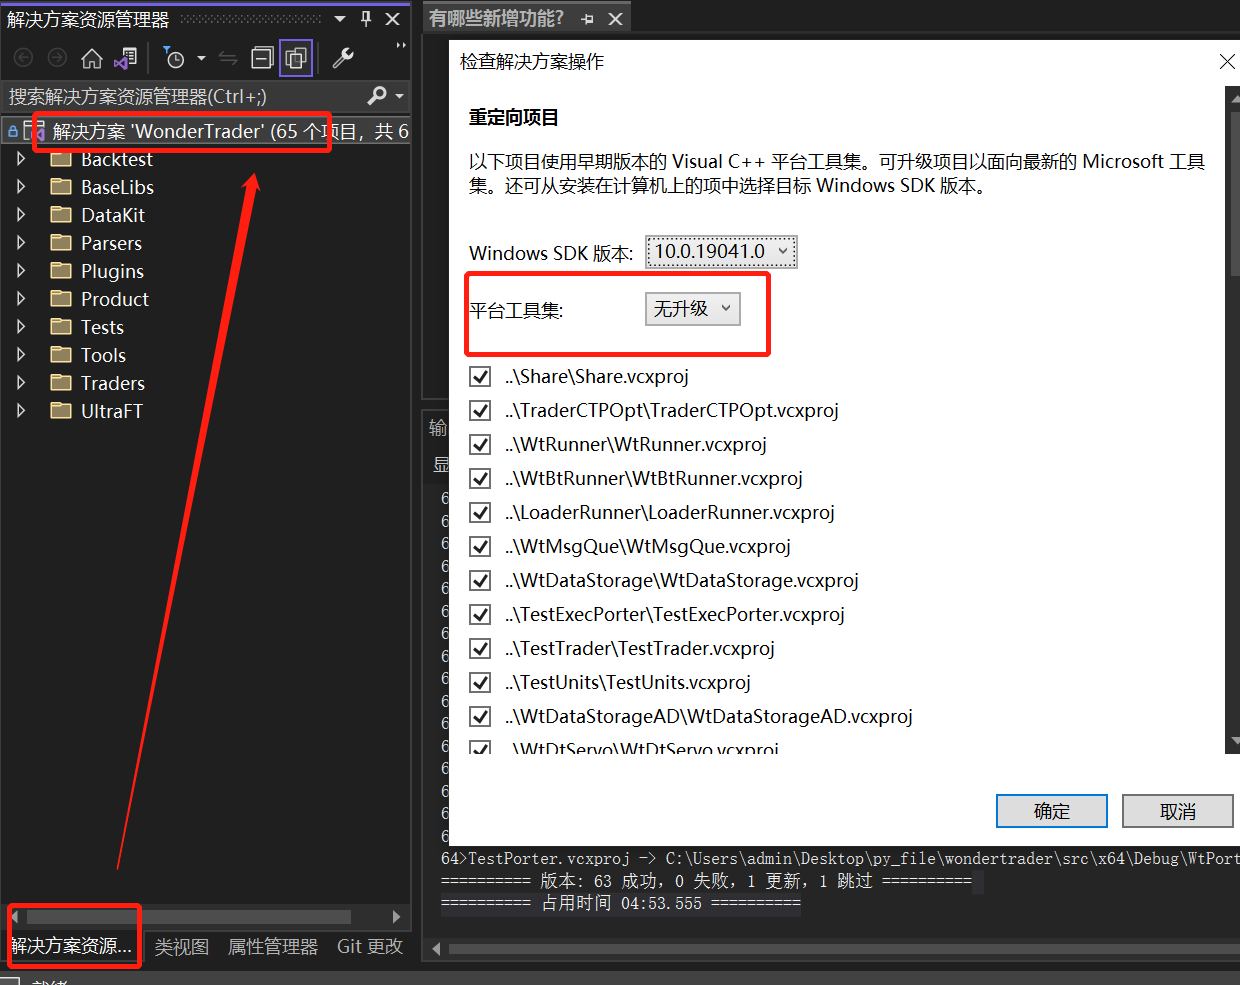 解决方案资源管理器
搜索解决方案资源管理器(Ctrl+;)
解决方案 'WonderTrader' (65 个项目, 共 6
Backtest
BaseLibs
DataKit
Parsers
Plugins
Product
Tests
Tools
Traders
UltraFT
解决方案资源...
类视图
属性管理器
Git 更改
就绪
有哪些新增功能?
检查解决方案操作
重定向项目
以下项目使用早期版本的 Visual C++ 平台工具集。可升级项目以面向最新的 Microsoft 工具
集。还可从安装在计算机上的项中选择目标 Windows SDK 版本。
Windows SDK 版本: 10.0.19041.0
平台工具集: 无升级
..\Share\Share.vcxproj
..\TraderCTPOpt\TraderCTPOpt.vcxproj
..\WtRunner\WtRunner.vcxproj
..\WtBtRunner\WtBtRunner.vcxproj
..\LoaderRunner\LoaderRunner.vcxproj
..\WtMsgQue\WtMsgQue.vcxproj
..\WtDataStorage\WtDataStorage.vcxproj
..\TestExecPorter\TestExecPorter.vcxproj
..\TestTrader\TestTrader.vcxproj
..\TestUnits\TestUnits.vcxproj
..\WtDataStorageAD\WtDataStorageAD.vcxproj
..\WtDtServo\WtDtServo.vcxproj
确定
取消
输
显
64>TestPorter.vcxproj -> C:\Users\admin\Desktop\py_file\wondertrader\src\x64\Debug\WtPort
========== 版本: 63 成功，0 失败，1 更新，1 跳过 ==========
========== 占用时间 04:53.555 ==========